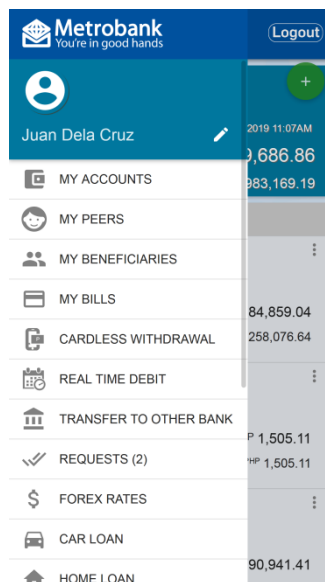 Metrobank
You're in good hands
Logout
+
Juan Dela Cruz
2019 11:07AM
,686.86
983,169.19
MY ACCOUNTS
MY PEERS
MY BENEFICIARIES
MY BILLS
84,859.04
CARDLESS WITHDRAWAL
258,076.64
REAL TIME DEBIT
TRANSFER TO OTHER BANK
P 1,505.11
REQUESTS (2)
HP 1,505.11
$ FOREX RATES
CAR LOAN
90,941.41
HOME LOAN